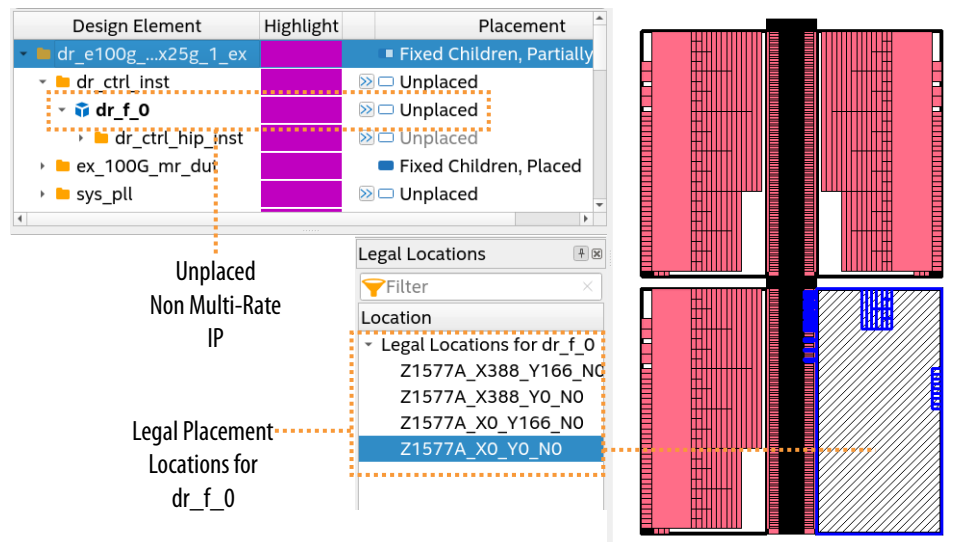 Design Element Highlight Placement
dr_e100g_...x25g_1_ex Fixed Children, Partially
dr_ctrl_inst Unplaced
dr_f_0 Unplaced
dr_ctrl_hip_inst Unplaced
ex_100G_mr_dut Fixed Children, Placed
sys_pll Unplaced
Unplaced
Non Multi-Rate
IP
Legal Locations
Filter
Location
Legal Locations for dr_f_0
Z1577A_X388_Y166_N0
Z1577A_X388_Y0_N0
Z1577A_X0_Y166_N0
Z1577A_X0_Y0_N0
Legal Placement
Locations for
dr_f_0